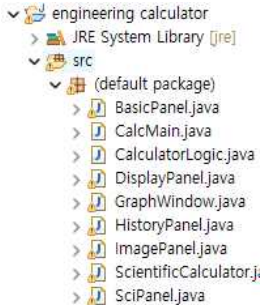 engineering calculator
JRE System Library [jre]
src
(default package)
BasicPanel.java
CalcMain.java
CalculatorLogic.java
DisplayPanel.java
GraphWindow.java
HistoryPanel.java
ImagePanel.java
ScientificCalculator.ja
SciPanel.java